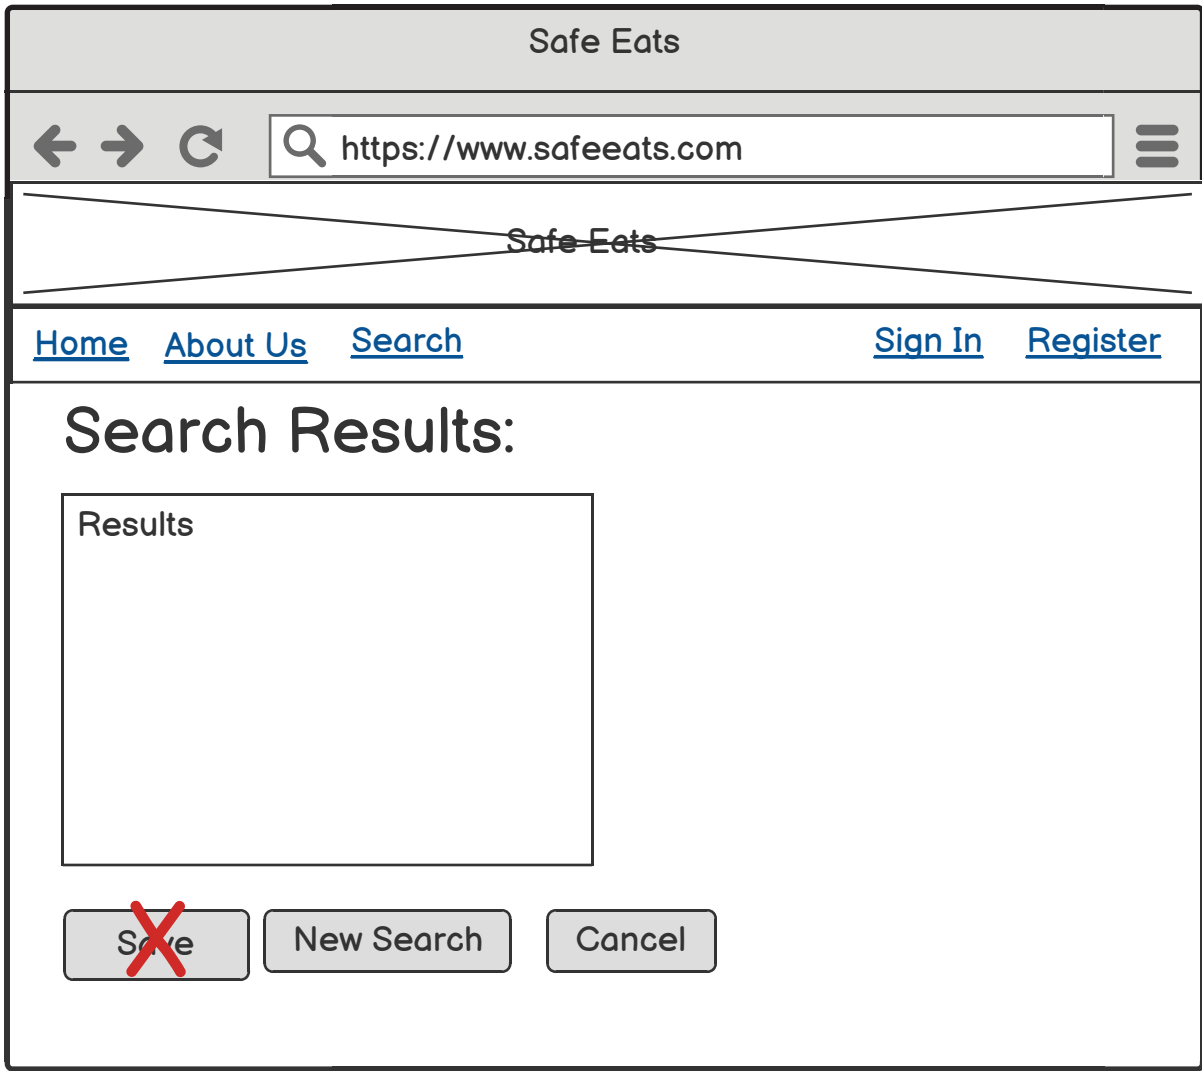 Safe Eats
https://www.safeeats.com
Safe Eats
Home About Us Search Sign In Register
Search Results:
Results
Save New Search Cancel